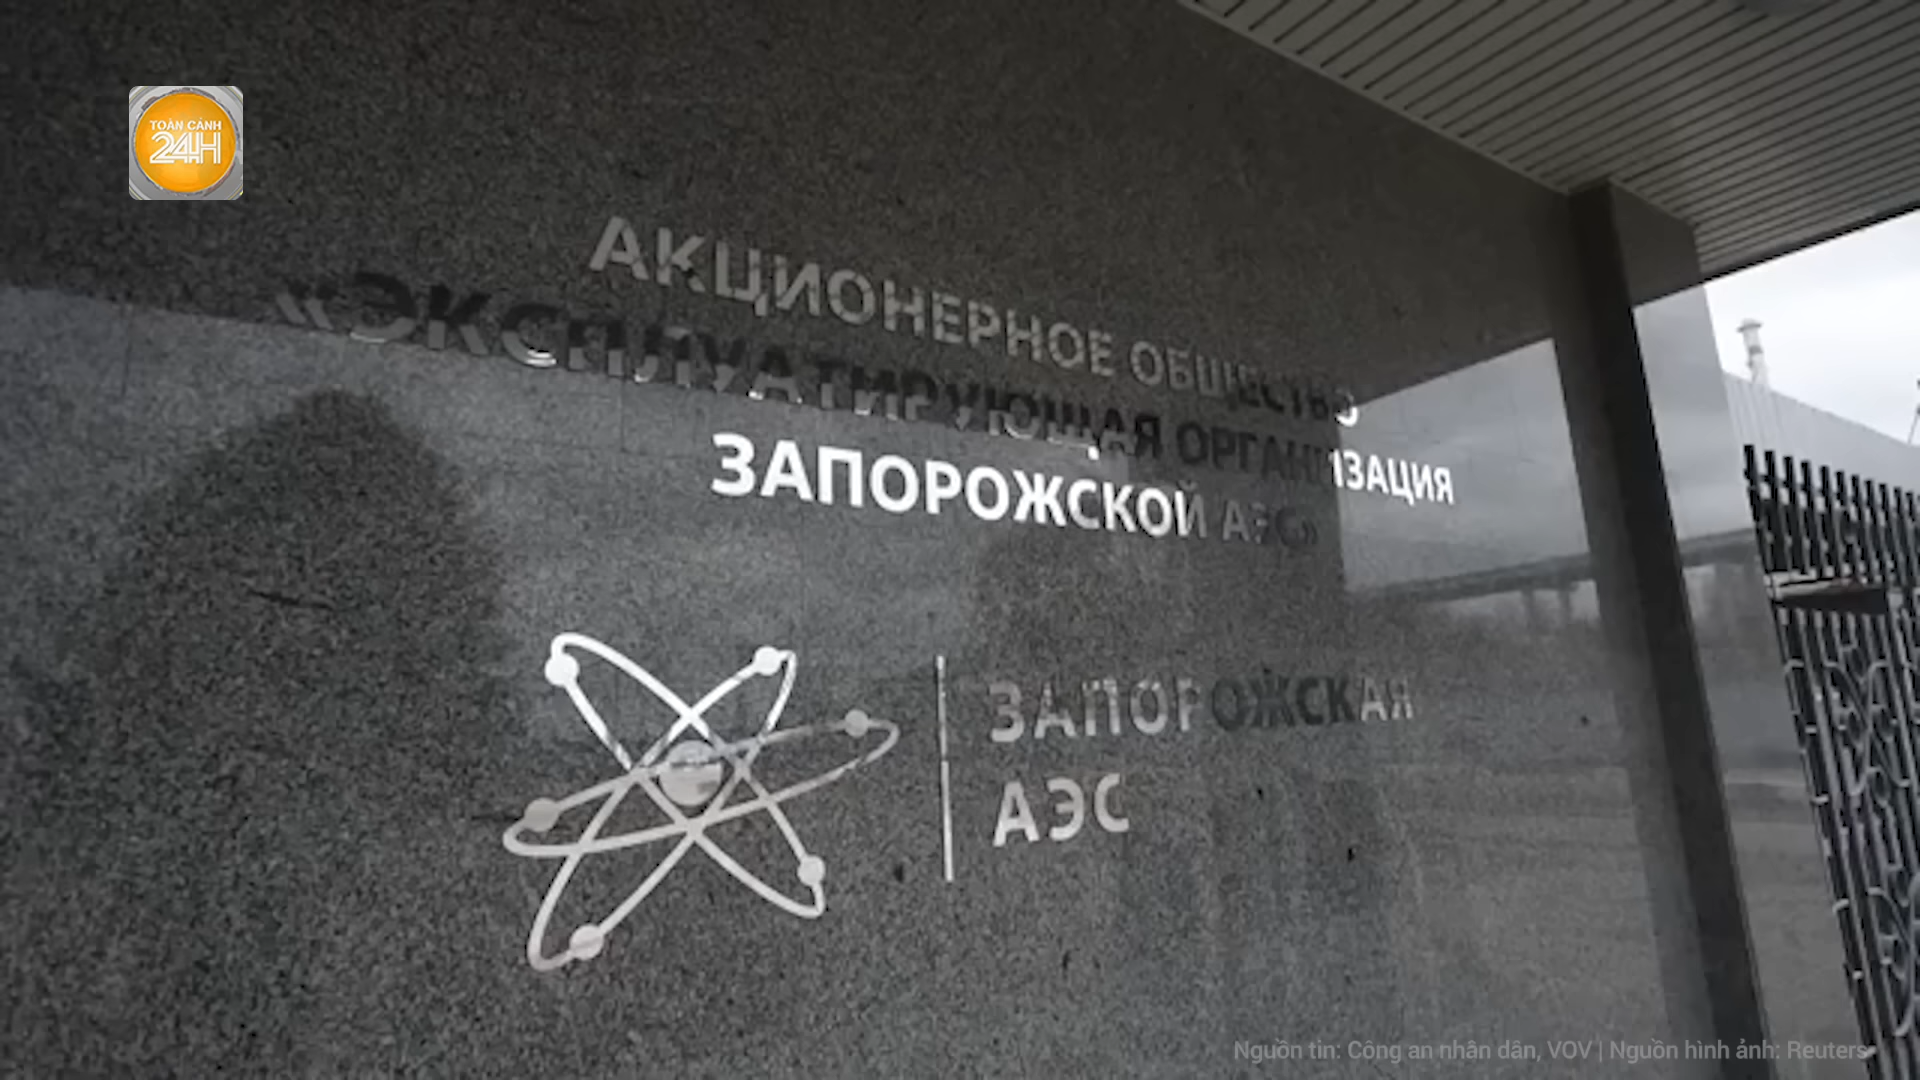 TOÀN CẢNH
24H
АКЦИОНЕРНОЕ ОБЩЕСТВО
«ЭКСПЛУАТИРУЮЩАЯ ОРГАНИЗАЦИЯ
ЗАПОРОЖСКОЙ АЭС»
ЗАПОРОЖСКАЯ
АЭС
Nguồn tin: Công an nhân dân, VOV | Nguồn hình ảnh: Reuters